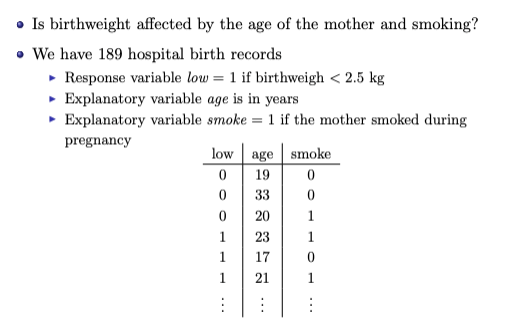 • Is birthweight affected by the age of the mother and smoking?
• We have 189 hospital birth records
▶ Response variable low = 1 if birthweigh < 2.5 kg
▶ Explanatory variable age is in years
▶ Explanatory variable smoke = 1 if the mother smoked during
pregnancy
low age smoke
0 19 0
0 33 0
0 20 1
1 23 1
1 17 0
1 21 1
⋮ ⋮ ⋮